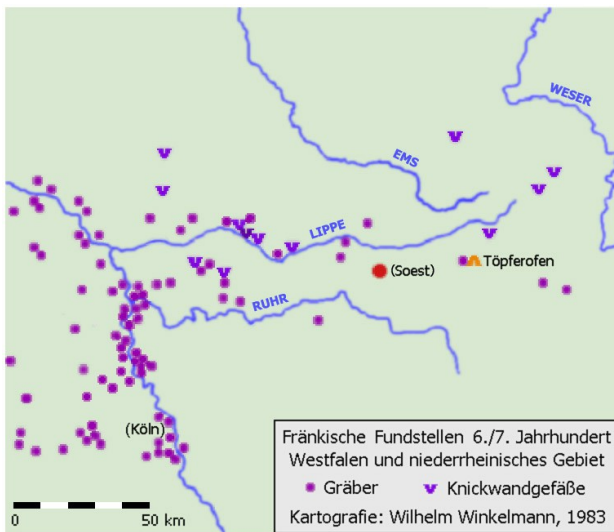 WESER
EMS
LIPPE
(Soest)
Töpferofen
RUHR
(Köln)
Fränkische Fundstellen 6./7. Jahrhundert
Westfalen und niederrheinisches Gebiet
Gräber
Knickwandgefäße
Kartografie: Wilhelm Winkelmann, 1983
0
50 km